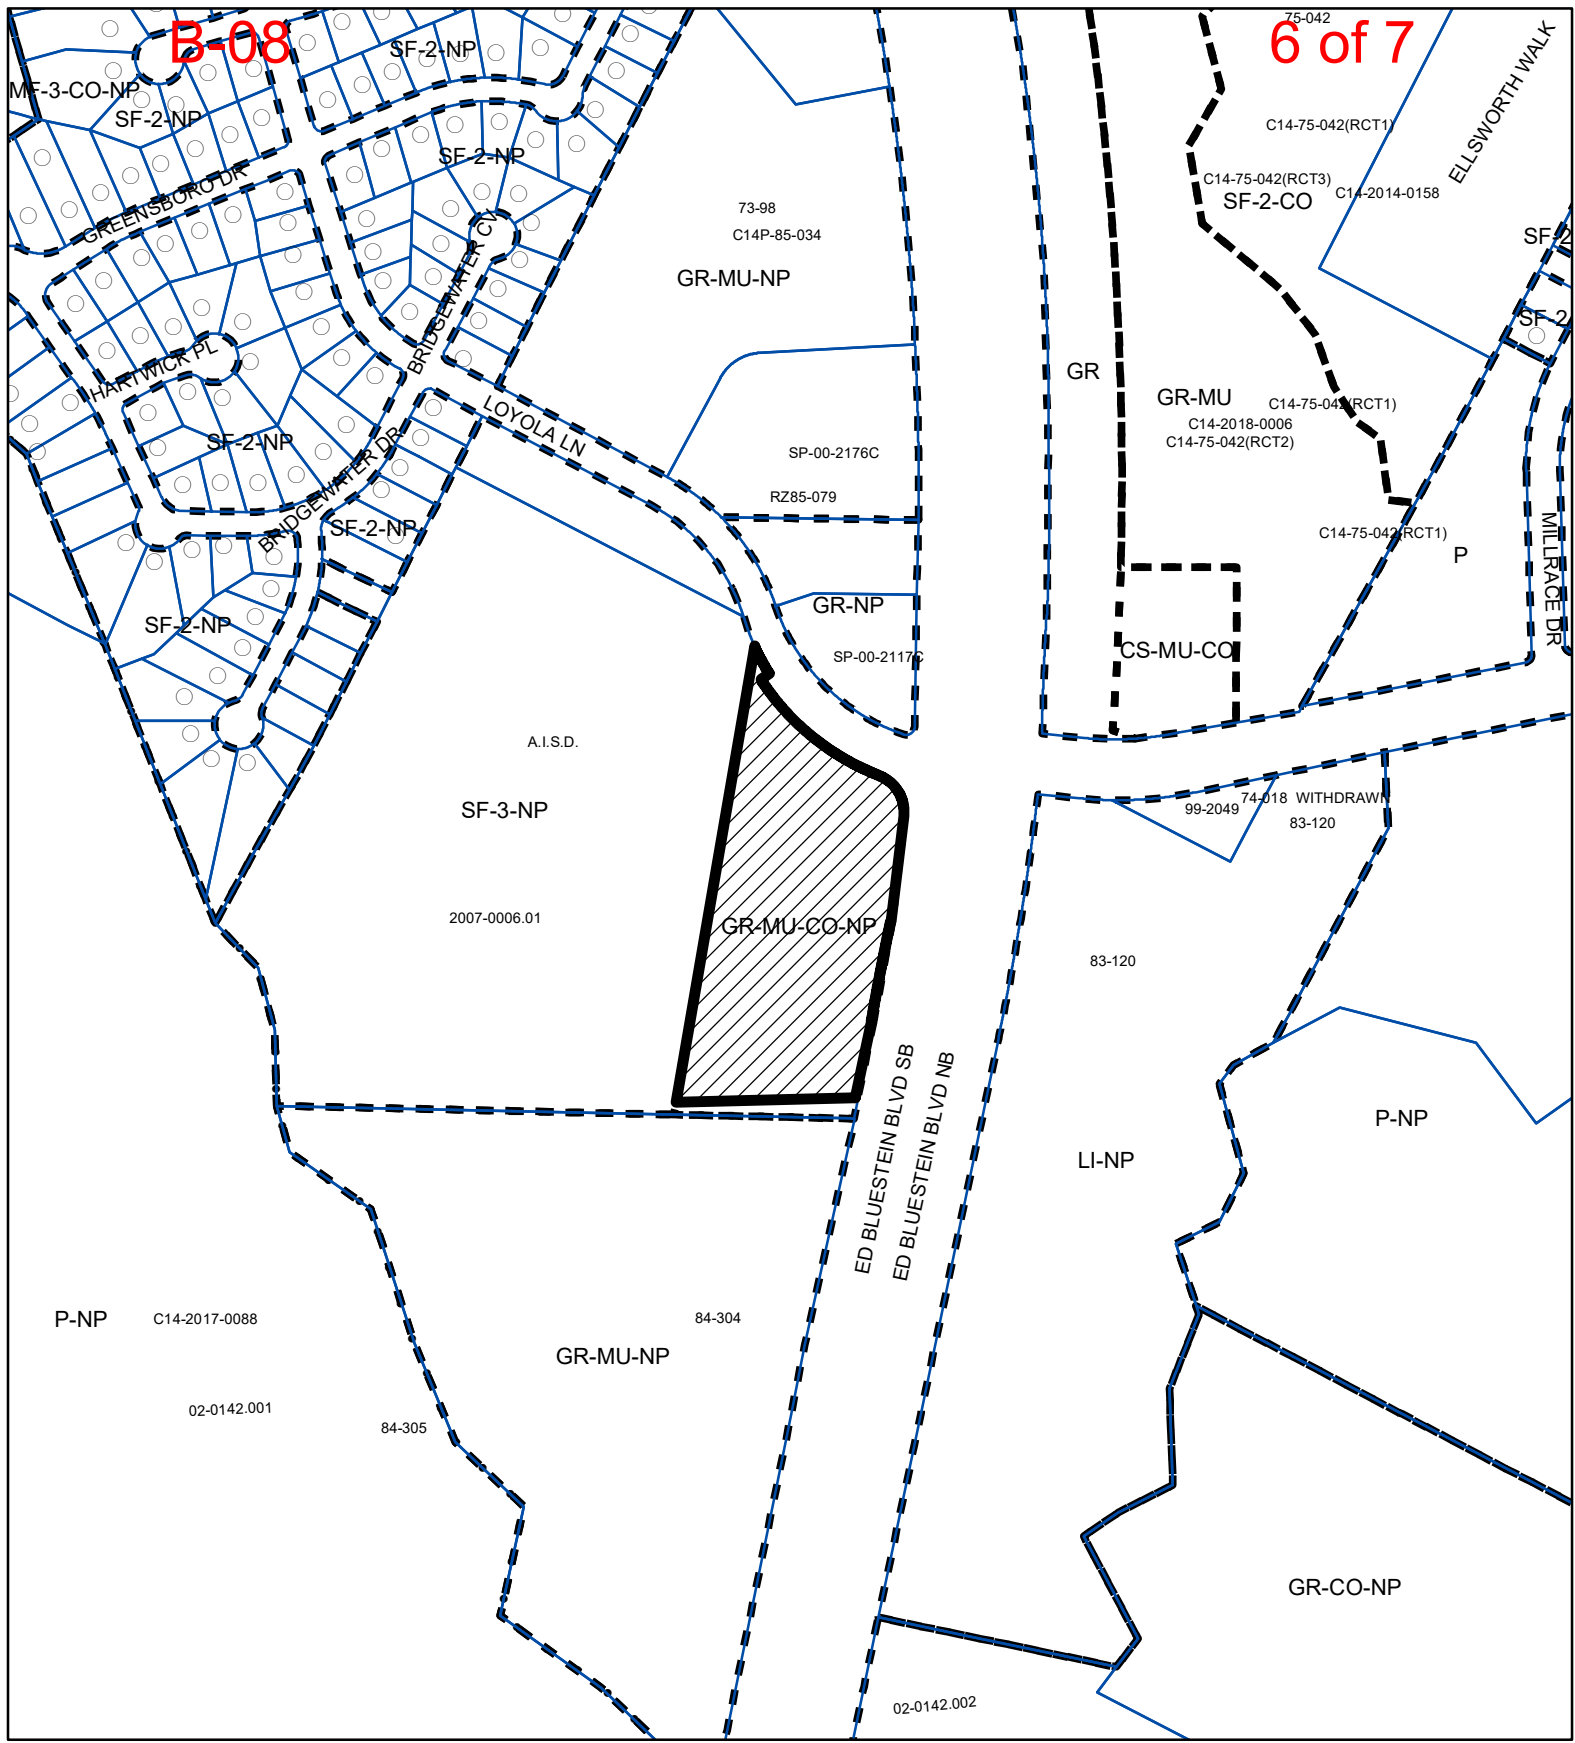 B-08
6 of 7
75-042
SF-2-NP
MF-3-CO-NP
SF-2-NP
ELLSWORTH WALK
C14-75-042(RCT1)
SF-2-NP
C14-75-042(RCT3)
C14-2014-0158
SF-2-CO
GREENSBORO DR
73-98
C14P-85-034
BRIDGEWATER CV
SF-2
GR-MU-NP
SF-2
HARTWICK PL
GR
GR-MU
C14-75-042(RCT1)
C14-2018-0006
C14-75-042(RCT2)
LOYOLA LN
SF-2-NP
BRIDGEWATER DR
SP-00-2176C
RZ85-079
SF-2-NP
C14-75-042(RCT1)
P
MILLRACE DR
GR-NP
SF-2-NP
SP-00-2117C
CS-MU-CO
A.I.S.D.
SF-3-NP
99-2049
74-018 WITHDRAWN
83-120
2007-0006.01
GR-MU-CO-NP
83-120
ED BLUESTEIN BLVD SB
ED BLUESTEIN BLVD NB
P-NP
LI-NP
P-NP
C14-2017-0088
84-304
GR-MU-NP
02-0142.001
84-305
GR-CO-NP
02-0142.002